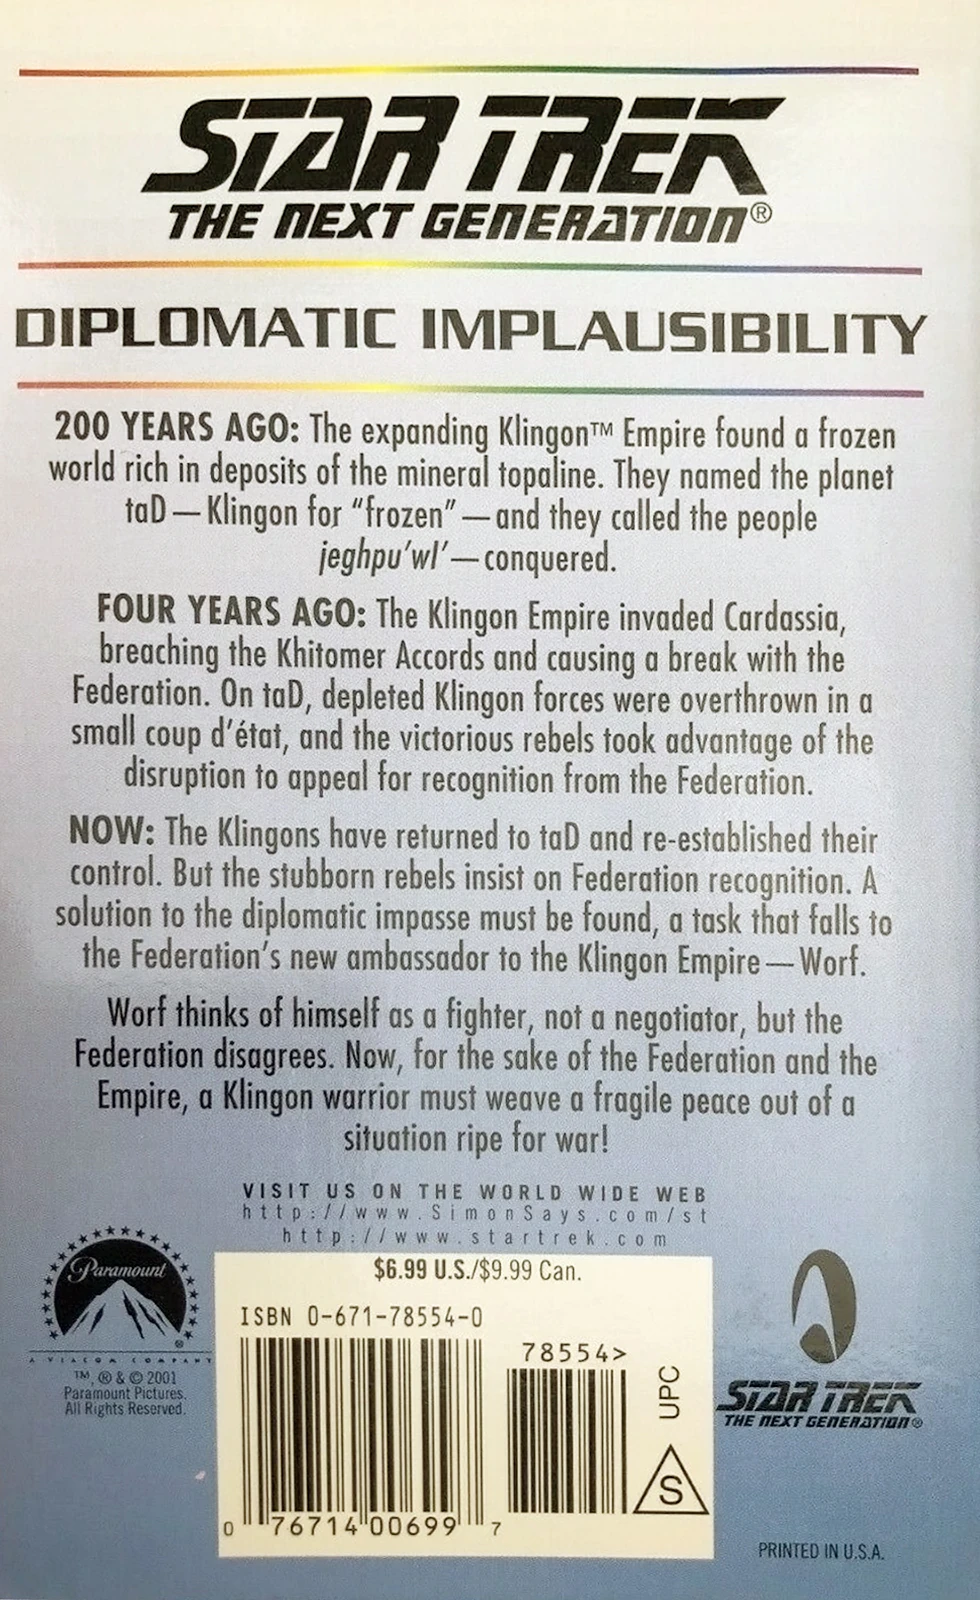 STAR TREK
THE NEXT GENERATION®
DIPLOMATIC IMPLAUSIBILITY
200 YEARS AGO: The expanding Klingon™ Empire found a frozen
world rich in deposits of the mineral topaline. They named the planet
taD—Klingon for “frozen”—and they called the people
jeghpu’wI’—conquered.
FOUR YEARS AGO: The Klingon Empire invaded Cardassia,
breaching the Khitomer Accords and causing a break with the
Federation. On taD, depleted Klingon forces were overthrown in a
small coup d’état, and the victorious rebels took advantage of the
disruption to appeal for recognition from the Federation.
NOW: The Klingons have returned to taD and re-established their
control. But the stubborn rebels insist on Federation recognition. A
solution to the diplomatic impasse must be found, a task that falls to
the Federation’s new ambassador to the Klingon Empire—Worf.
Worf thinks of himself as a fighter, not a negotiator, but the
Federation disagrees. Now, for the sake of the Federation and the
Empire, a Klingon warrior must weave a fragile peace out of a
situation ripe for war!
VISIT US ON THE WORLD WIDE WEB
http://www.SimonSays.com/st
http://www.startrek.com
Paramount
®
A VIACOM COMPANY
™, ® & © 2001
Paramount Pictures.
All Rights Reserved.
$6.99 U.S./$9.99 Can.
ISBN 0-671-78554-0
78554>
UPC
S
0 76714 00699 7
STAR TREK
THE NEXT GENERATION®
PRINTED IN U.S.A.